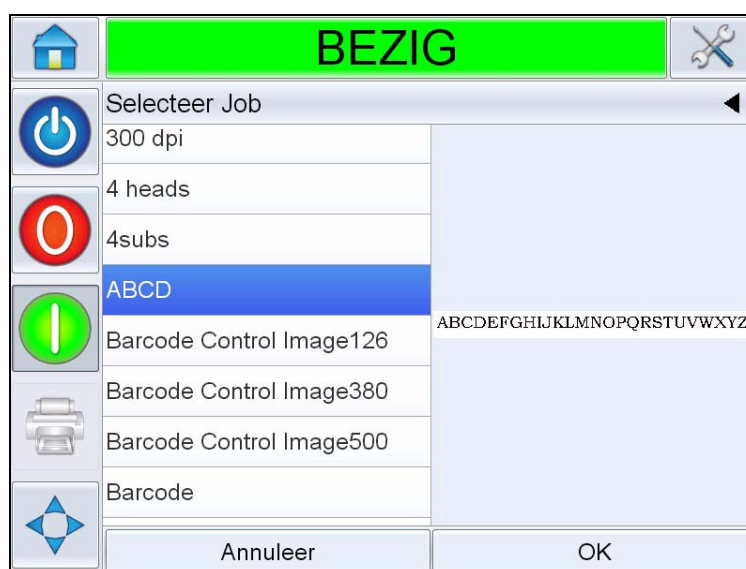 BEZIG
Selecteer Job
300 dpi
4 heads
4subs
ABCD
Barcode Control Image126
Barcode Control Image380
Barcode Control Image500
Barcode
ABCDEFGHIJKLMNOPQRSTUVWXYZ
Annuleer
OK